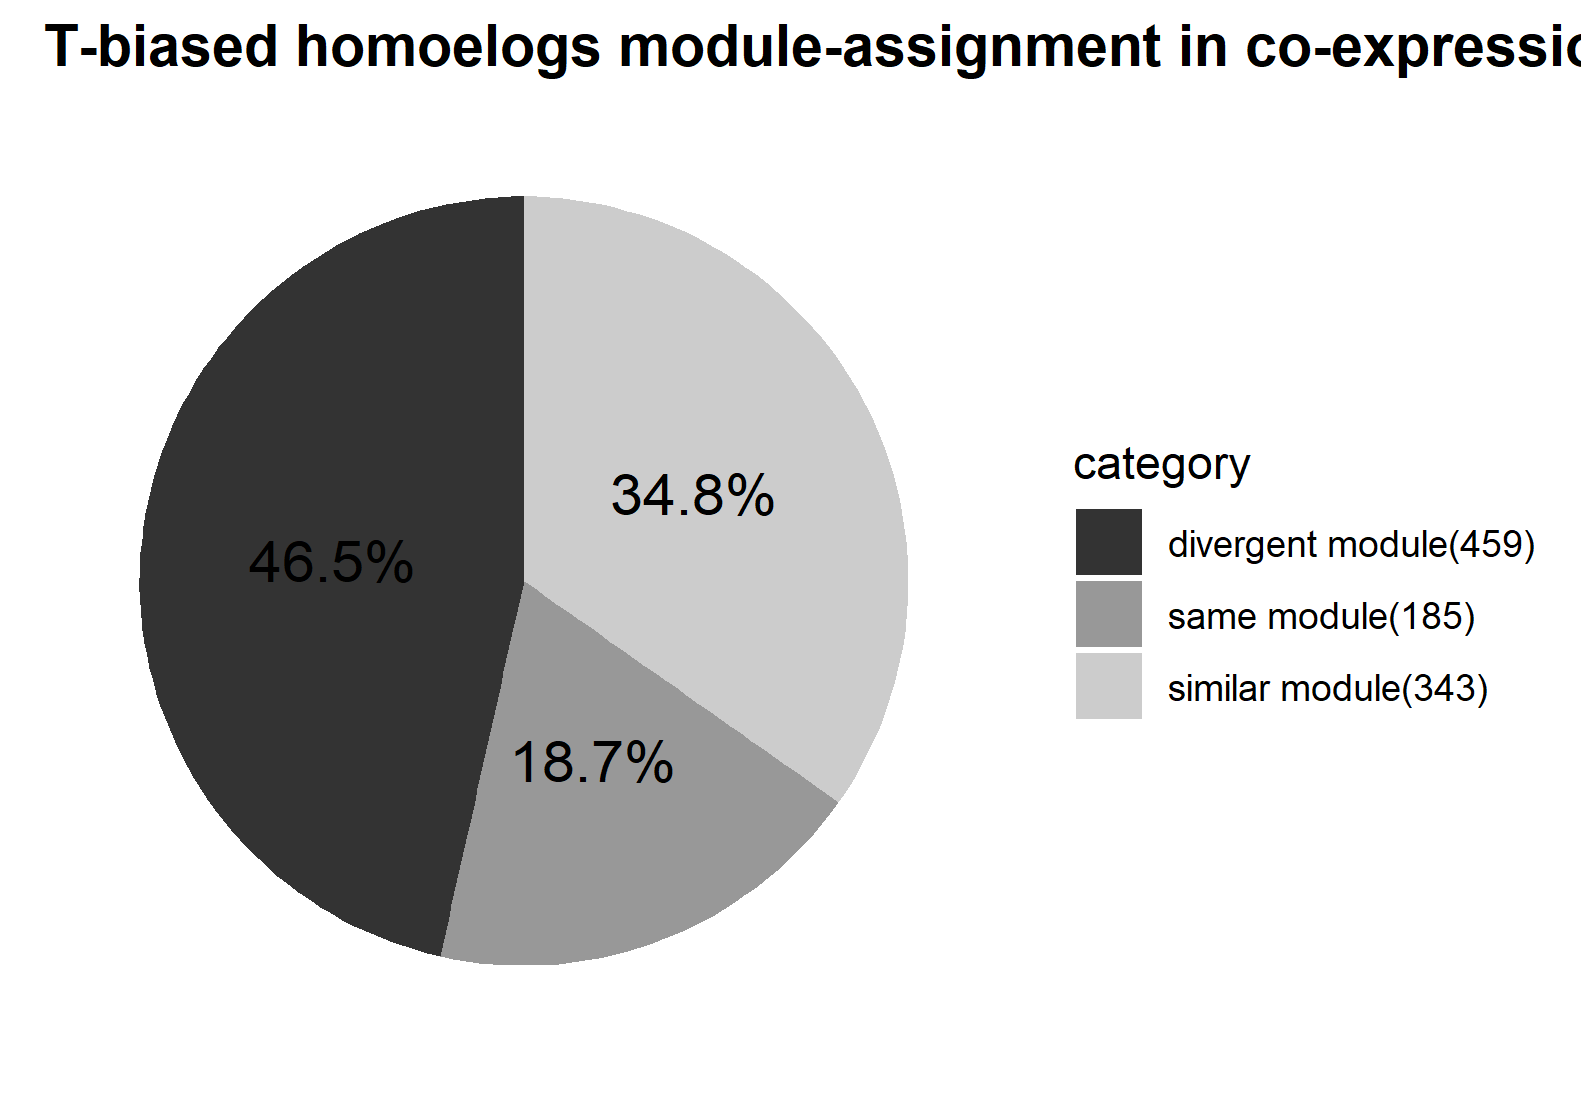 T-biased homoelogs module-assignment in co-expressio
34.8%
46.5%
18.7%
category
divergent module(459)
same module(185)
similar module(343)